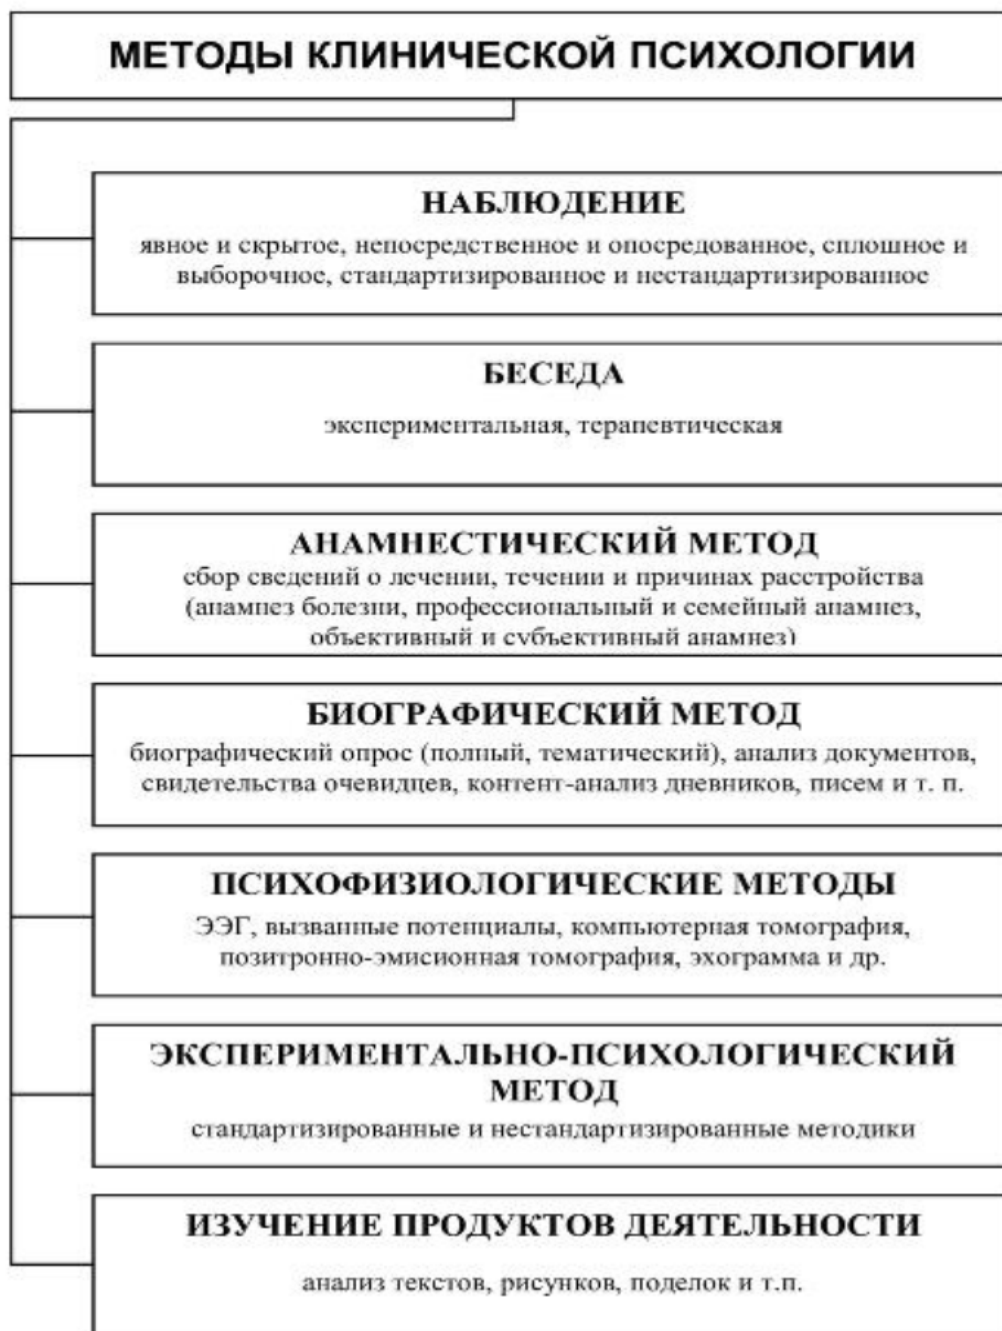 МЕТОДЫ КЛИНИЧЕСКОЙ ПСИХОЛОГИИ
НАБЛЮДЕНИЕ
явное и скрытое, непосредственное и опосредованное, сплошное и
выборочное, стандартизированное и нестандартизированное
БЕСЕДА
экспериментальная, терапевтическая
АНАМНЕСТИЧЕСКИЙ МЕТОД
сбор сведений о лечении, течении и причинах расстройства
(анамнез болезни, профессиональный и семейный анамнез,
объективный и субъективный анамнез)
БИОГРАФИЧЕСКИЙ МЕТОД
биографический опрос (полный, тематический), анализ документов,
свидетельства очевидцев, контент-анализ дневников, писем и т. п.
ПСИХОФИЗИОЛОГИЧЕСКИЕ МЕТОДЫ
ЭЭГ, вызванные потенциалы, компьютерная томография,
позитронно-эмисионная томография, эхограмма и др.
ЭКСПЕРИМЕНТАЛЬНО-ПСИХОЛОГИЧЕСКИЙ
МЕТОД
стандартизированные и нестандартизированные методики
ИЗУЧЕНИЕ ПРОДУКТОВ ДЕЯТЕЛЬНОСТИ
анализ текстов, рисунков, поделок и т.п.